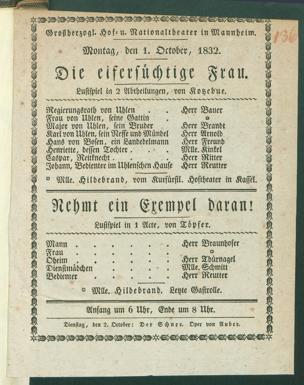 136
Großherzogl. Hof- u. Nationaltheater in Mannheim.
Montag, den 1. October, 1832.
Die eifersüchtige Frau.
Lustspiel in 2 Abtheilungen, von Kotzebue.
Regierungsrath von Uhlen . . Herr Bauer
Frau von Uhlen, seine Gattin . ¤
Major von Uhlen, sein Bruder . Herr Brandt
Karl von Uhlen, sein Neffe und Mündel Herr Arnold
Hans von Bosen, ein Landedelmann Herr Freund
Henriette, dessen Tochter . . Mlle. Kinkel
Caspar, Reitknecht . . . Herr Ritter
Johann, Bedienter im Uhlenschen Hause Herr Reutter
¤ Mlle. Hildebrand, vom Kurfürstl. Hoftheater in Kassel.
Nehmt ein Exempel daran!
Lustspiel in 1 Acte, von Töpfer.
Mann . . . . . . Herr Braunhofer
Frau . . . . . . ¤
Oheim . . . . . . Herr Thürnagel
Dienstmädchen . . . . . Mlle. Schmitt
Bedienter . . . . . . Herr Reutter
¤ Mlle. Hildebrand. Letzte Gastrolle.
Anfang um 6 Uhr, Ende um 8 Uhr.
Dienstag, den 2. October: Der Schnee. Oper von Auber.